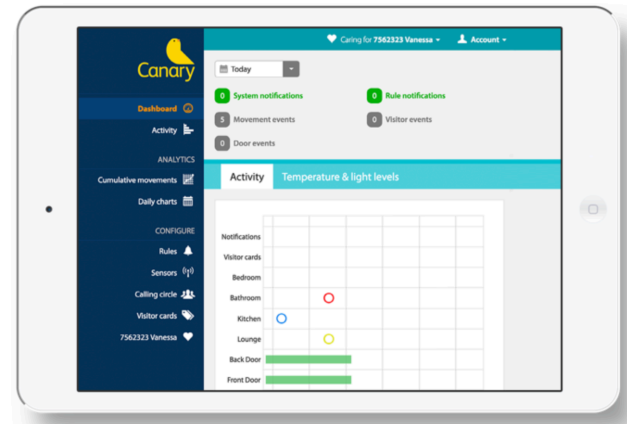 Canary
Caring for 7562323 Vanessa
Account
Today
0 System notifications
0 Rule notifications
5 Movement events
0 Visitor events
0 Door events
Dashboard
Activity
ANALYTICS
Cumulative movements
Daily charts
CONFIGURE
Rules
Sensors
Calling circle
Visitor cards
7562323 Vanessa
Activity
Temperature & light levels
Notifications
Visitor cards
Bedroom
Bathroom
Kitchen
Lounge
Back Door
Front Door